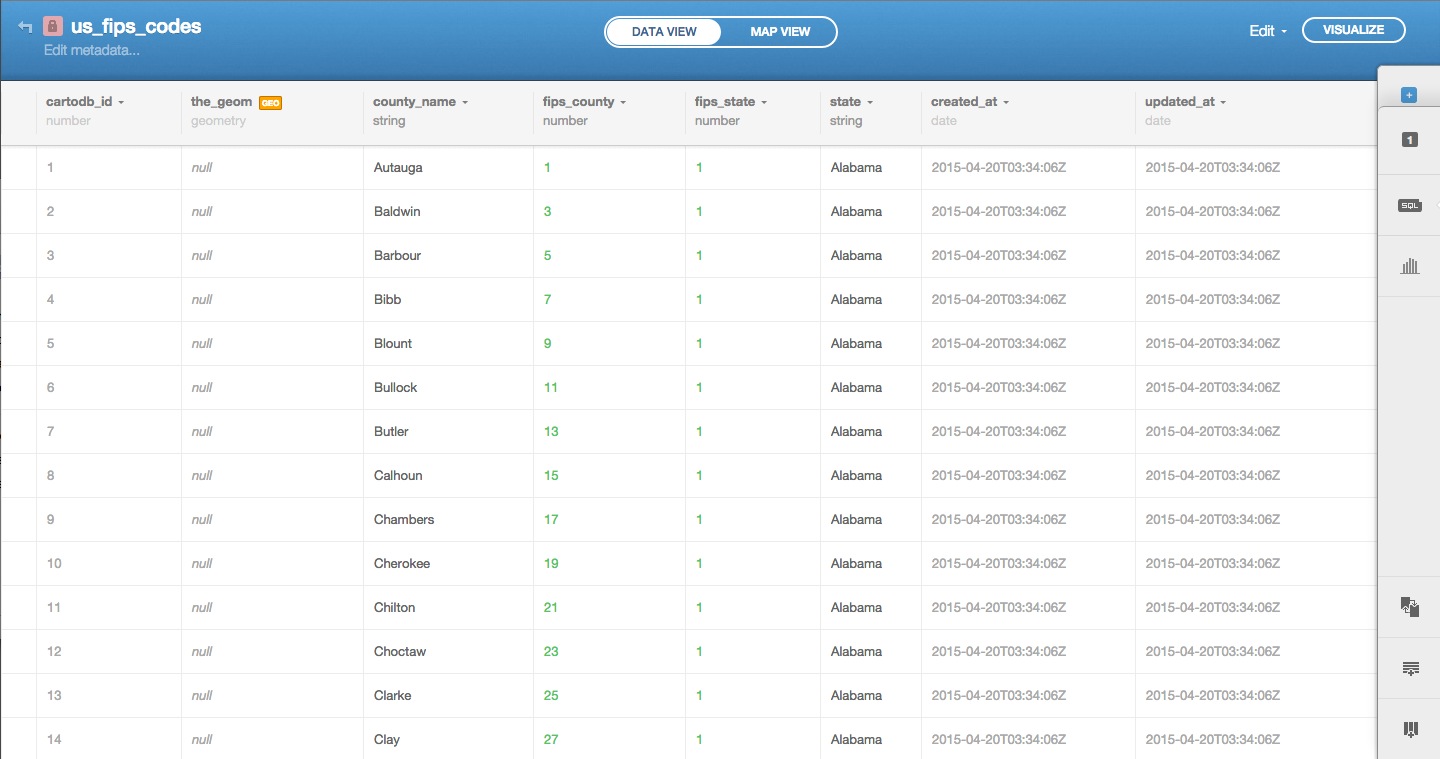 us_fips_codes
Edit metadata...
DATA VIEW MAP VIEW
Edit VISUALIZE
cartodb_id the_geom GEO county_name fips_county fips_state state created_at updated_at
number geometry string number number string date date
1 null Autauga 1 1 Alabama 2015-04-20T03:34:06Z 2015-04-20T03:34:06Z
2 null Baldwin 3 1 Alabama 2015-04-20T03:34:06Z 2015-04-20T03:34:06Z
3 null Barbour 5 1 Alabama 2015-04-20T03:34:06Z 2015-04-20T03:34:06Z
4 null Bibb 7 1 Alabama 2015-04-20T03:34:06Z 2015-04-20T03:34:06Z
5 null Blount 9 1 Alabama 2015-04-20T03:34:06Z 2015-04-20T03:34:06Z
6 null Bullock 11 1 Alabama 2015-04-20T03:34:06Z 2015-04-20T03:34:06Z
7 null Butler 13 1 Alabama 2015-04-20T03:34:06Z 2015-04-20T03:34:06Z
8 null Calhoun 15 1 Alabama 2015-04-20T03:34:06Z 2015-04-20T03:34:06Z
9 null Chambers 17 1 Alabama 2015-04-20T03:34:06Z 2015-04-20T03:34:06Z
10 null Cherokee 19 1 Alabama 2015-04-20T03:34:06Z 2015-04-20T03:34:06Z
11 null Chilton 21 1 Alabama 2015-04-20T03:34:06Z 2015-04-20T03:34:06Z
12 null Choctaw 23 1 Alabama 2015-04-20T03:34:06Z 2015-04-20T03:34:06Z
13 null Clarke 25 1 Alabama 2015-04-20T03:34:06Z 2015-04-20T03:34:06Z
14 null Clay 27 1 Alabama 2015-04-20T03:34:06Z 2015-04-20T03:34:06Z
1
SQL